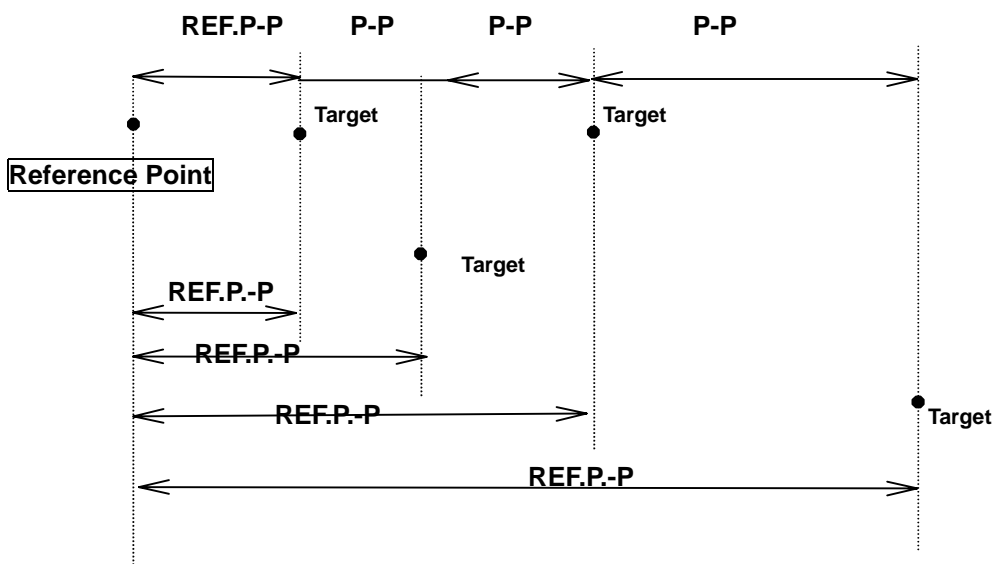 REF.P-P P-P P-P P-P
Target Target
Reference Point
Target
REF.P.-P
REF.P.-P
REF.P.-P
Target
REF.P.-P